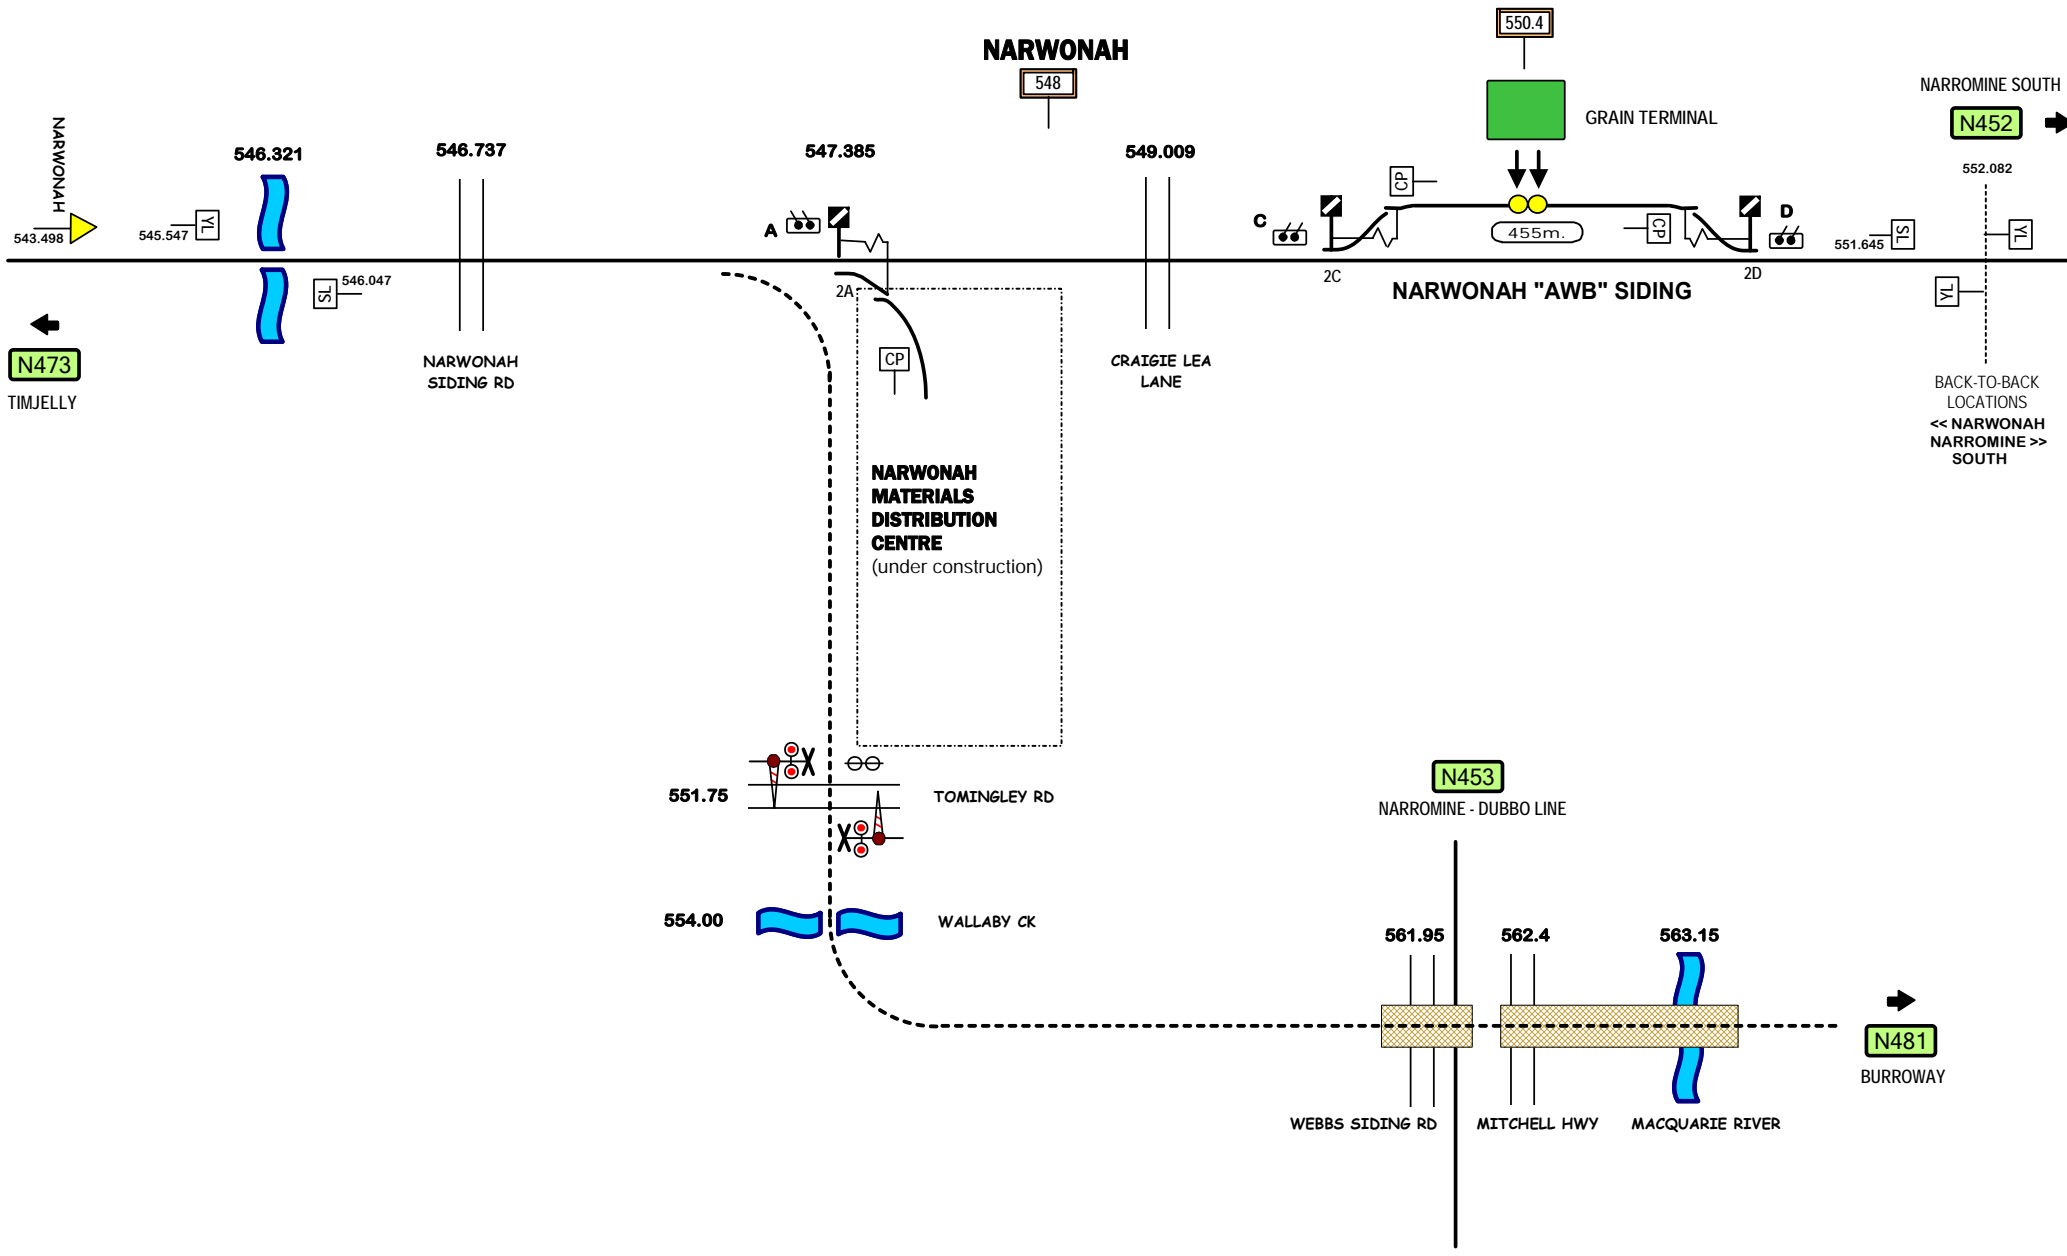 550.4
NARWONAH
548
NARROMINE SOUTH
N452
GRAIN TERMINAL
NARWONAH
546.321
546.737
547.385
549.009
552.082
CP
543.498
545.547
YL
A
C
D
455m.
CP
551.645
SL
YL
SL
546.047
2A
2C
2D
NARWONAH "AWB" SIDING
YL
N473
TIMJELLY
NARWONAH
SIDING RD
CP
CRAIGIE LEA
LANE
BACK-TO-BACK
LOCATIONS
<< NARWONAH
NARROMINE >>
SOUTH
NARWONAH
MATERIALS
DISTRIBUTION
CENTRE
(under construction)
X
551.75
TOMINGLEY RD
X
N453
NARROMINE - DUBBO LINE
554.00
WALLABY CK
561.95
562.4
563.15
N481
BURROWAY
WEBBS SIDING RD
MITCHELL HWY
MACQUARIE RIVER